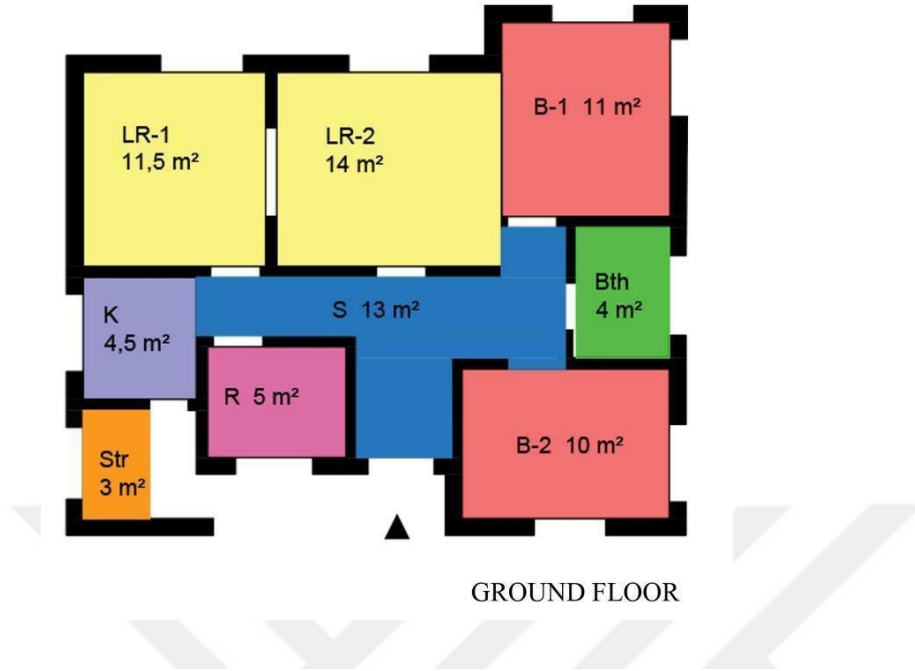 B-1 11 m²
LR-1
11,5 m²
LR-2
14 m²
Bth
4 m²
S 13 m²
K
4,5 m²
R 5 m²
B-2 10 m²
Str
3 m²
GROUND FLOOR